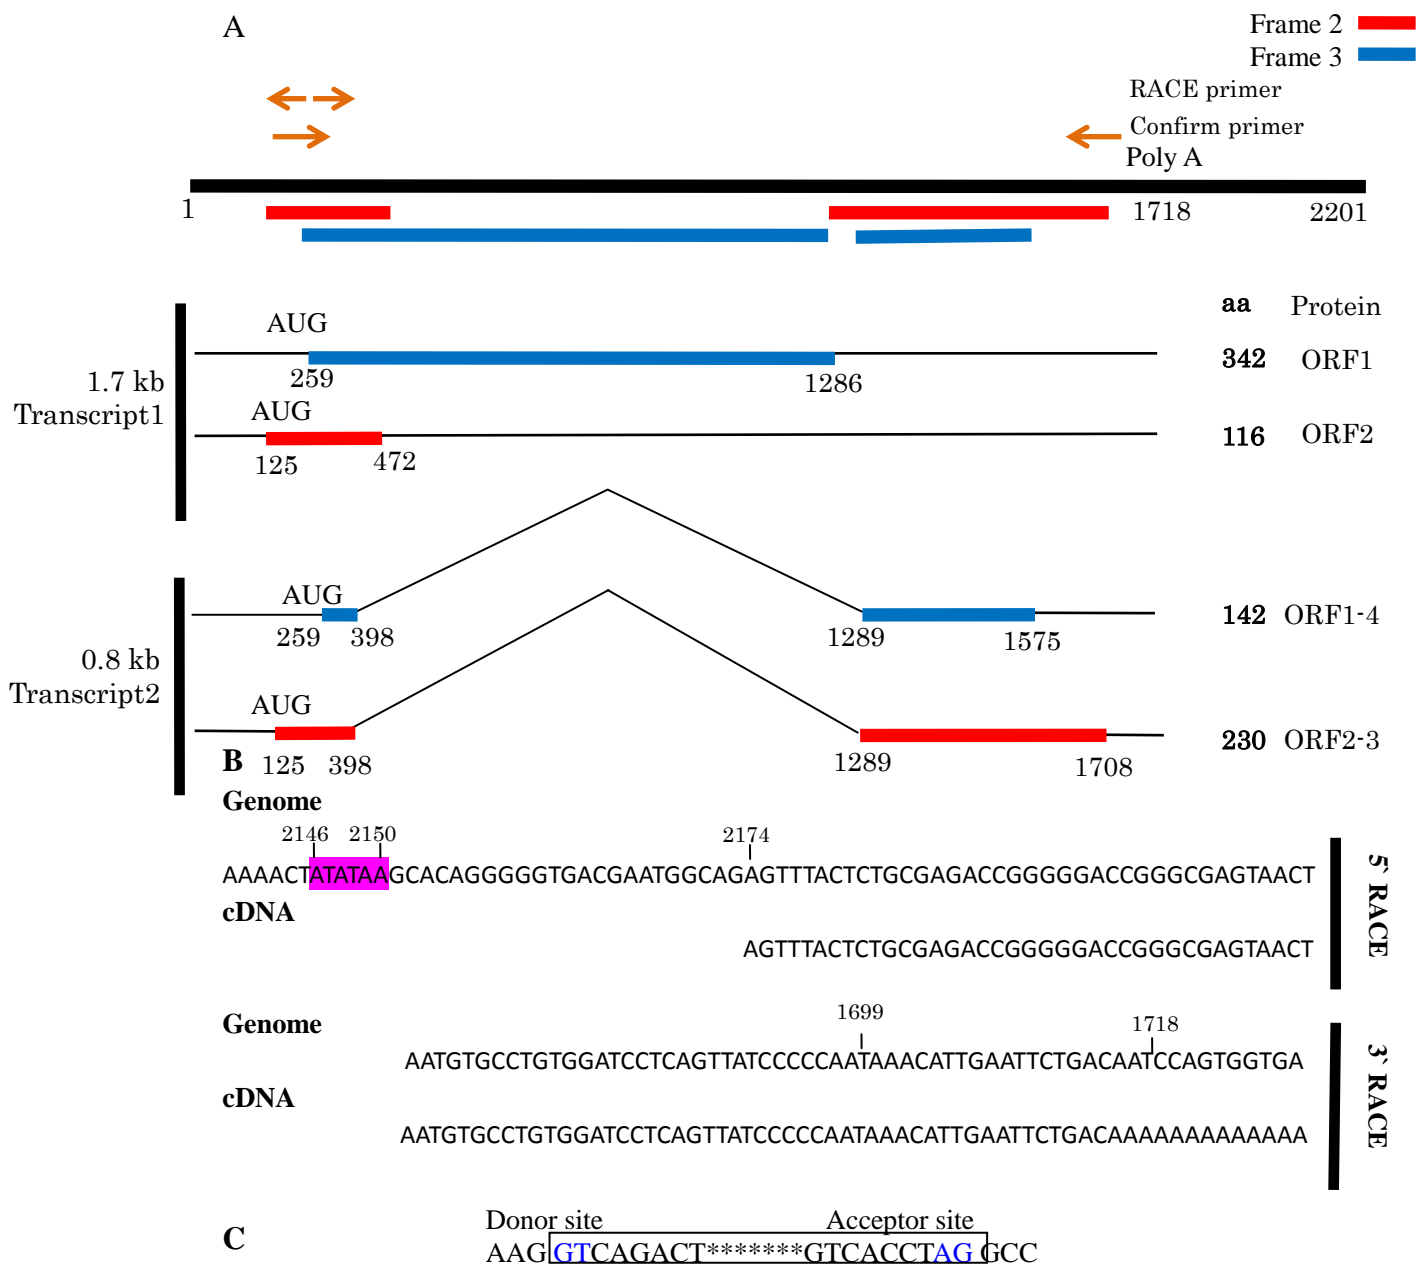 A
Frame 2
Frame 3
RACE primer
Confirm primer
Poly A
1
1718
2201
aa Protein
AUG
342 ORF1
259
1286
1.7 kb
Transcript1
AUG
116 ORF2
125
472
AUG
142 ORF1-4
259 398
1289
1575
0.8 kb
Transcript2
AUG
230 ORF2-3
125 398
1289
1708
B
Genome
2146 2150
2174
AAAACTATATAAGCACAGGGGGTGACGAATGGCAGAGTTTACTCTGCGAGACCGGGGGACCGGGCGAGTAACT
cDNA
AGTTTACTCTGCGAGACCGGGGGACCGGGCGAGTAACT
5` RACE
Genome
1699
1718
AATGTGCCTGTGGATCCTCAGTTATCCCCCAATAAACATTGAATTCTGACAATCCAGTGGTGA
cDNA
AATGTGCCTGTGGATCCTCAGTTATCCCCCAATAAACATTGAATTCTGACAAAAAAAAAAAAA
3` RACE
C
Donor site Acceptor site
AAGGTCAGACT*******GTCACCTAG GCC